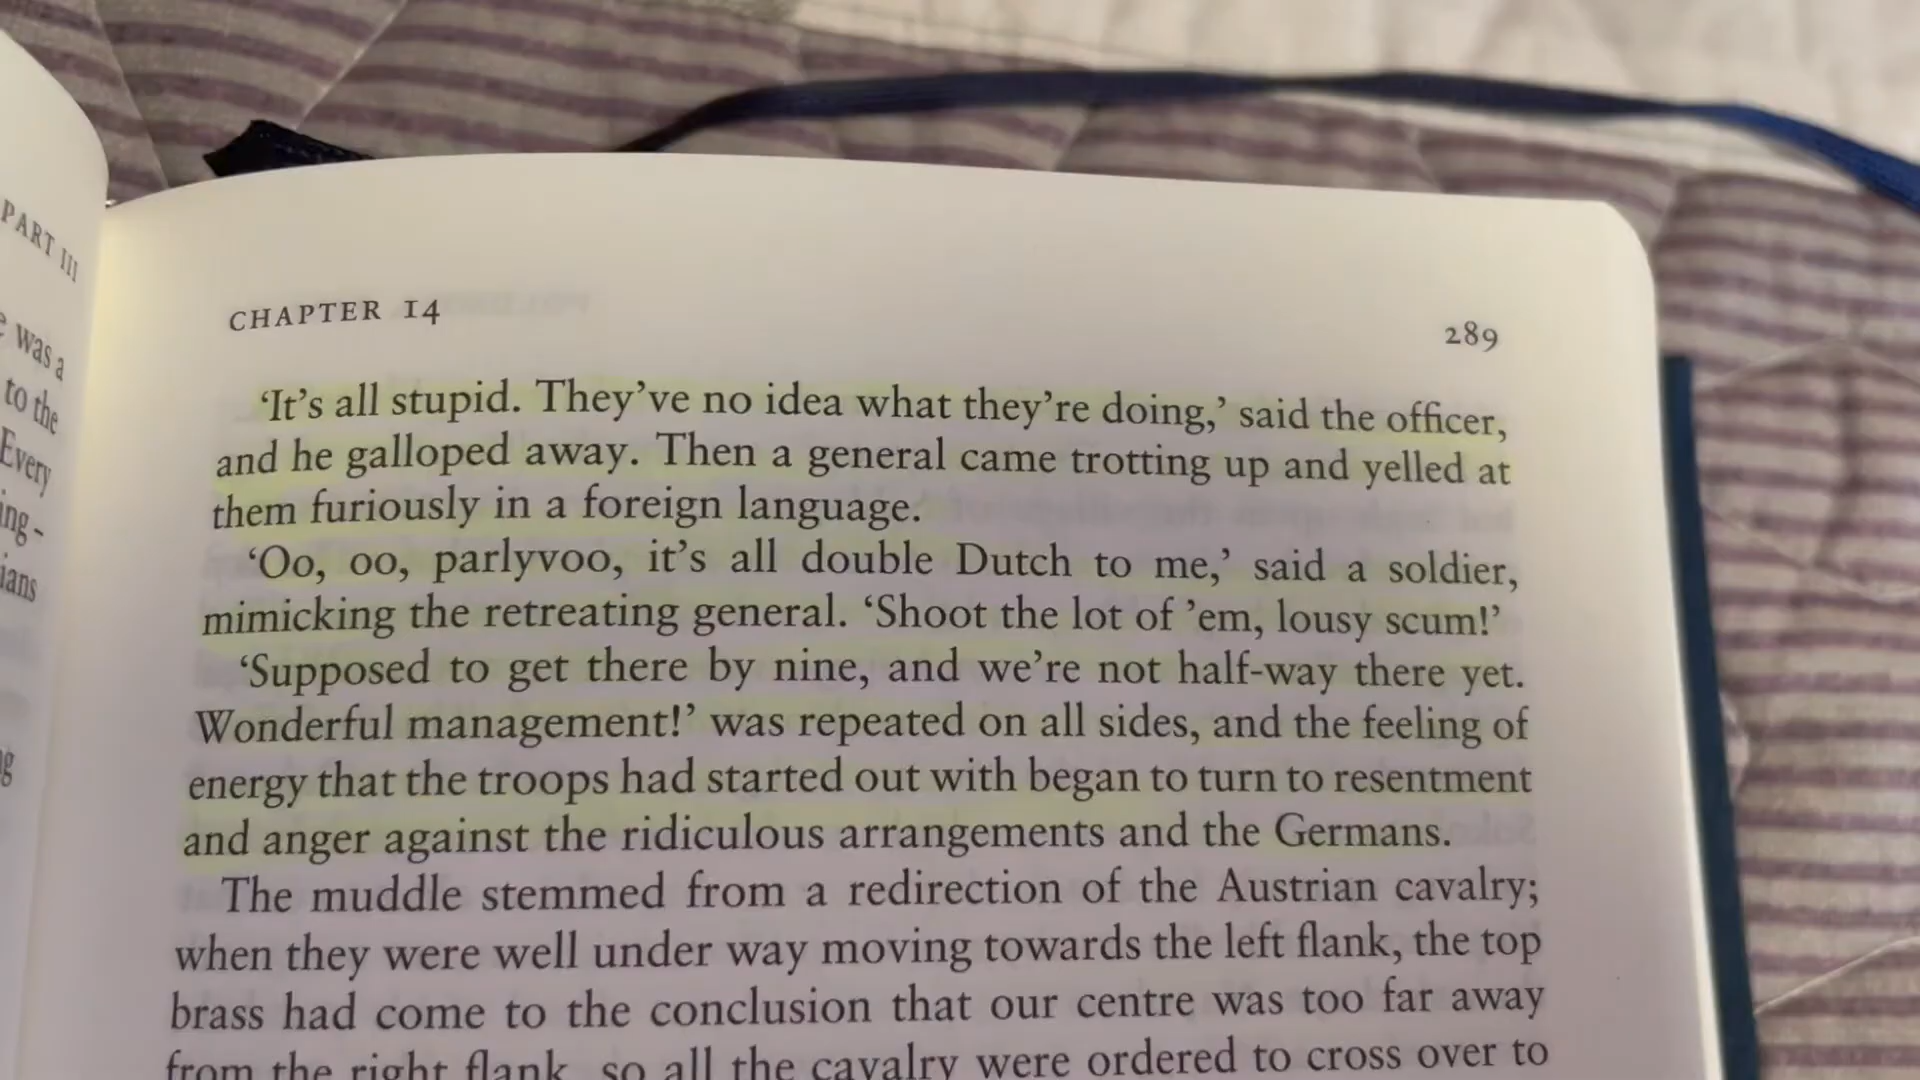 PART III
e was a
to the
Every
ing –
ians
g
CHAPTER 14
289
‘It’s all stupid. They’ve no idea what they’re doing,’ said the officer,
and he galloped away. Then a general came trotting up and yelled at
them furiously in a foreign language.
‘Oo, oo, parlyvoo, it’s all double Dutch to me,’ said a soldier,
mimicking the retreating general. ‘Shoot the lot of ’em, lousy scum!’
‘Supposed to get there by nine, and we’re not half-way there yet.
Wonderful management!’ was repeated on all sides, and the feeling of
energy that the troops had started out with began to turn to resentment
and anger against the ridiculous arrangements and the Germans.
The muddle stemmed from a redirection of the Austrian cavalry;
when they were well under way moving towards the left flank, the top
brass had come to the conclusion that our centre was too far away
from the right flank, so all the cavalry were ordered to cross over to